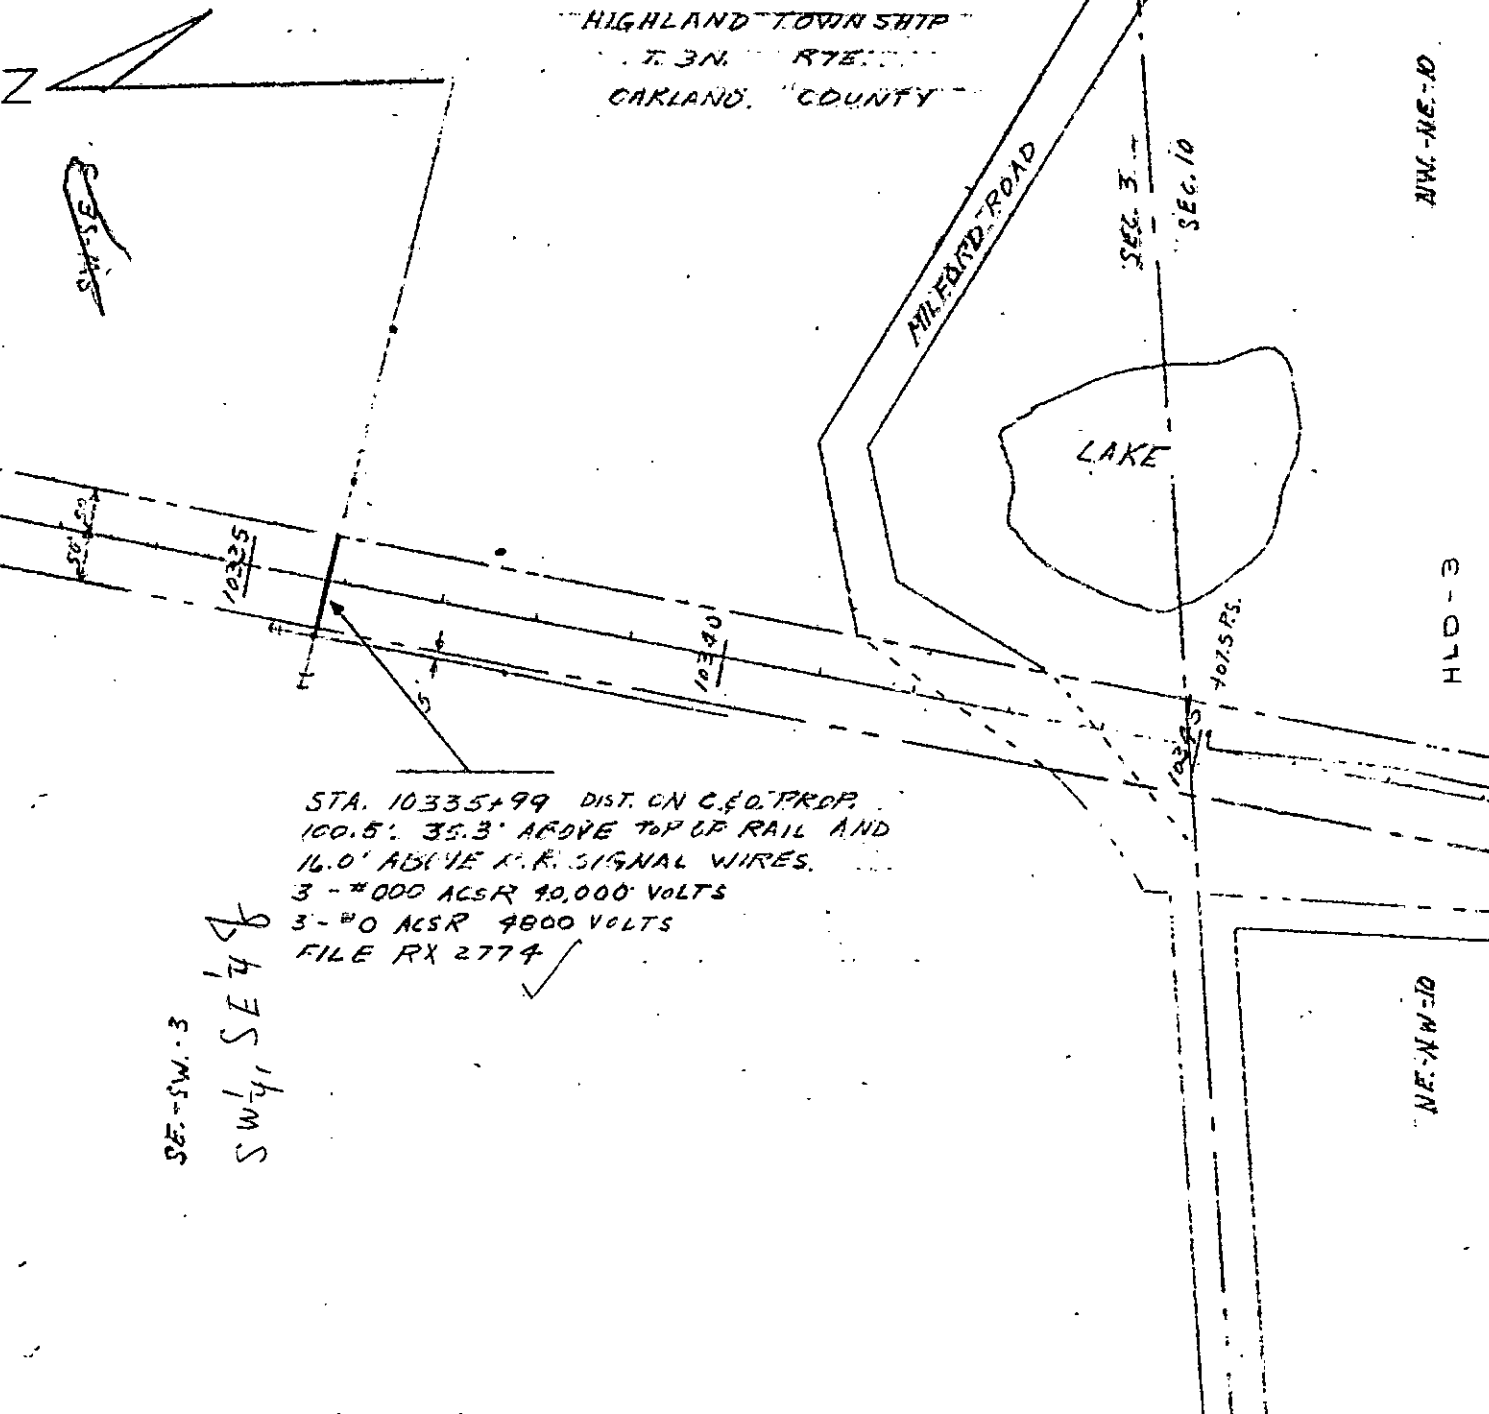 HIGHLAND TOWNSHIP
T. 3N. R7E.
OAKLAND. COUNTY
N
MILFORD ROAD
SEC. 3
SEC. 10
NW.-NE.-10
LAKE
50'
50'
10335
10340
10345
+07.5 P.S.
5'
HLD-3
STA. 10335+99 DIST. ON C.&O. PROP.
100.5'. 35.3' ABOVE TOP OF RAIL AND
16.0' ABOVE R.R. SIGNAL WIRES.
3 - #000 ACSR 40,000 VOLTS
3 - #0 ACSR 4800 VOLTS
FILE RX 2774
SE.-SW.-3
SW 1/4, SE 1/4
NE.-NW-10